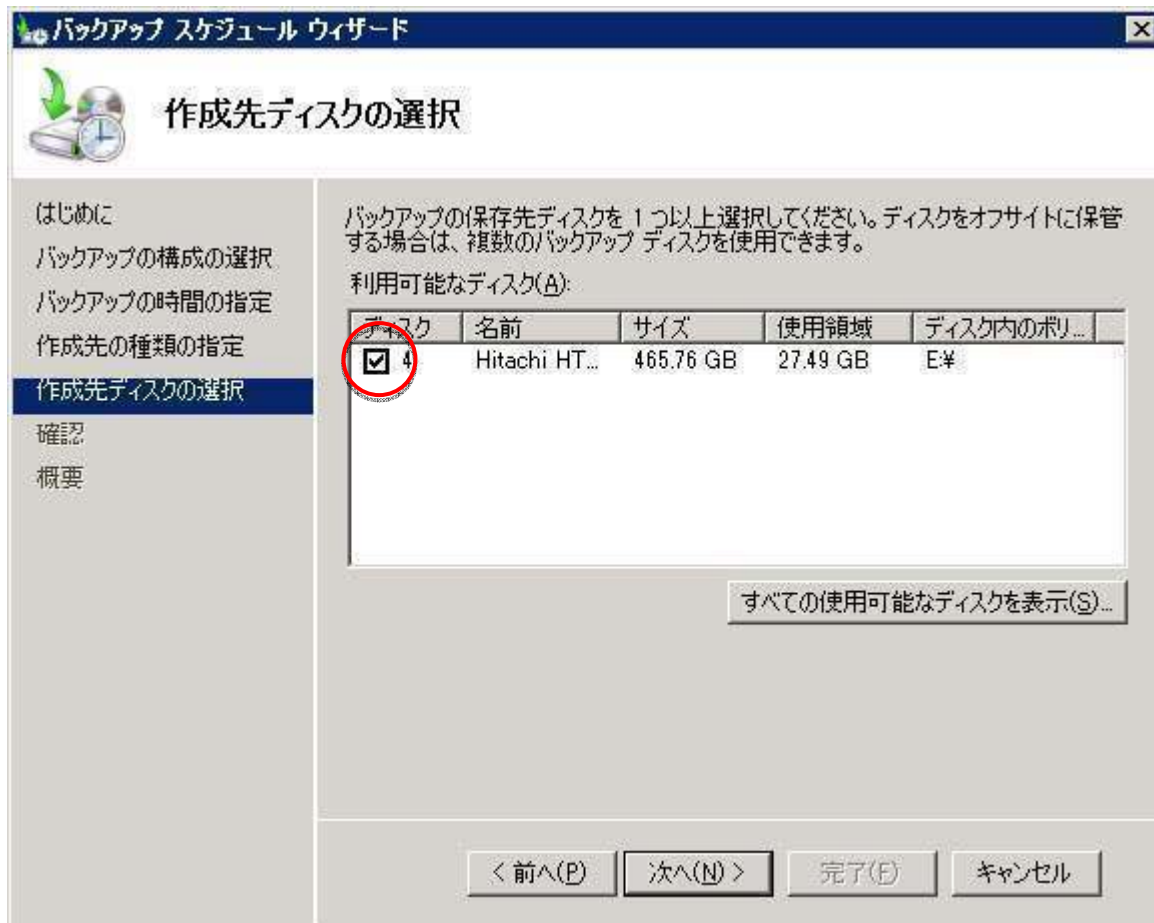 バックアップ スケジュール ウィザード
作成先ディスクの選択
はじめに
バックアップの構成の選択
バックアップの時間の指定
作成先の種類の指定
作成先ディスクの選択
確認
概要
バックアップの保存先ディスクを 1 つ以上選択してください。ディスクをオフサイトに保管
する場合は、複数のバックアップ ディスクを使用できます。
利用可能なディスク(A):
ディスク 名前 サイズ 使用領域 ディスク内のボリ...
4 Hitachi HT... 465.76 GB 27.49 GB E:¥
すべての使用可能なディスクを表示(S)...
< 前へ(P) 次へ(N) > 完了(F) キャンセル